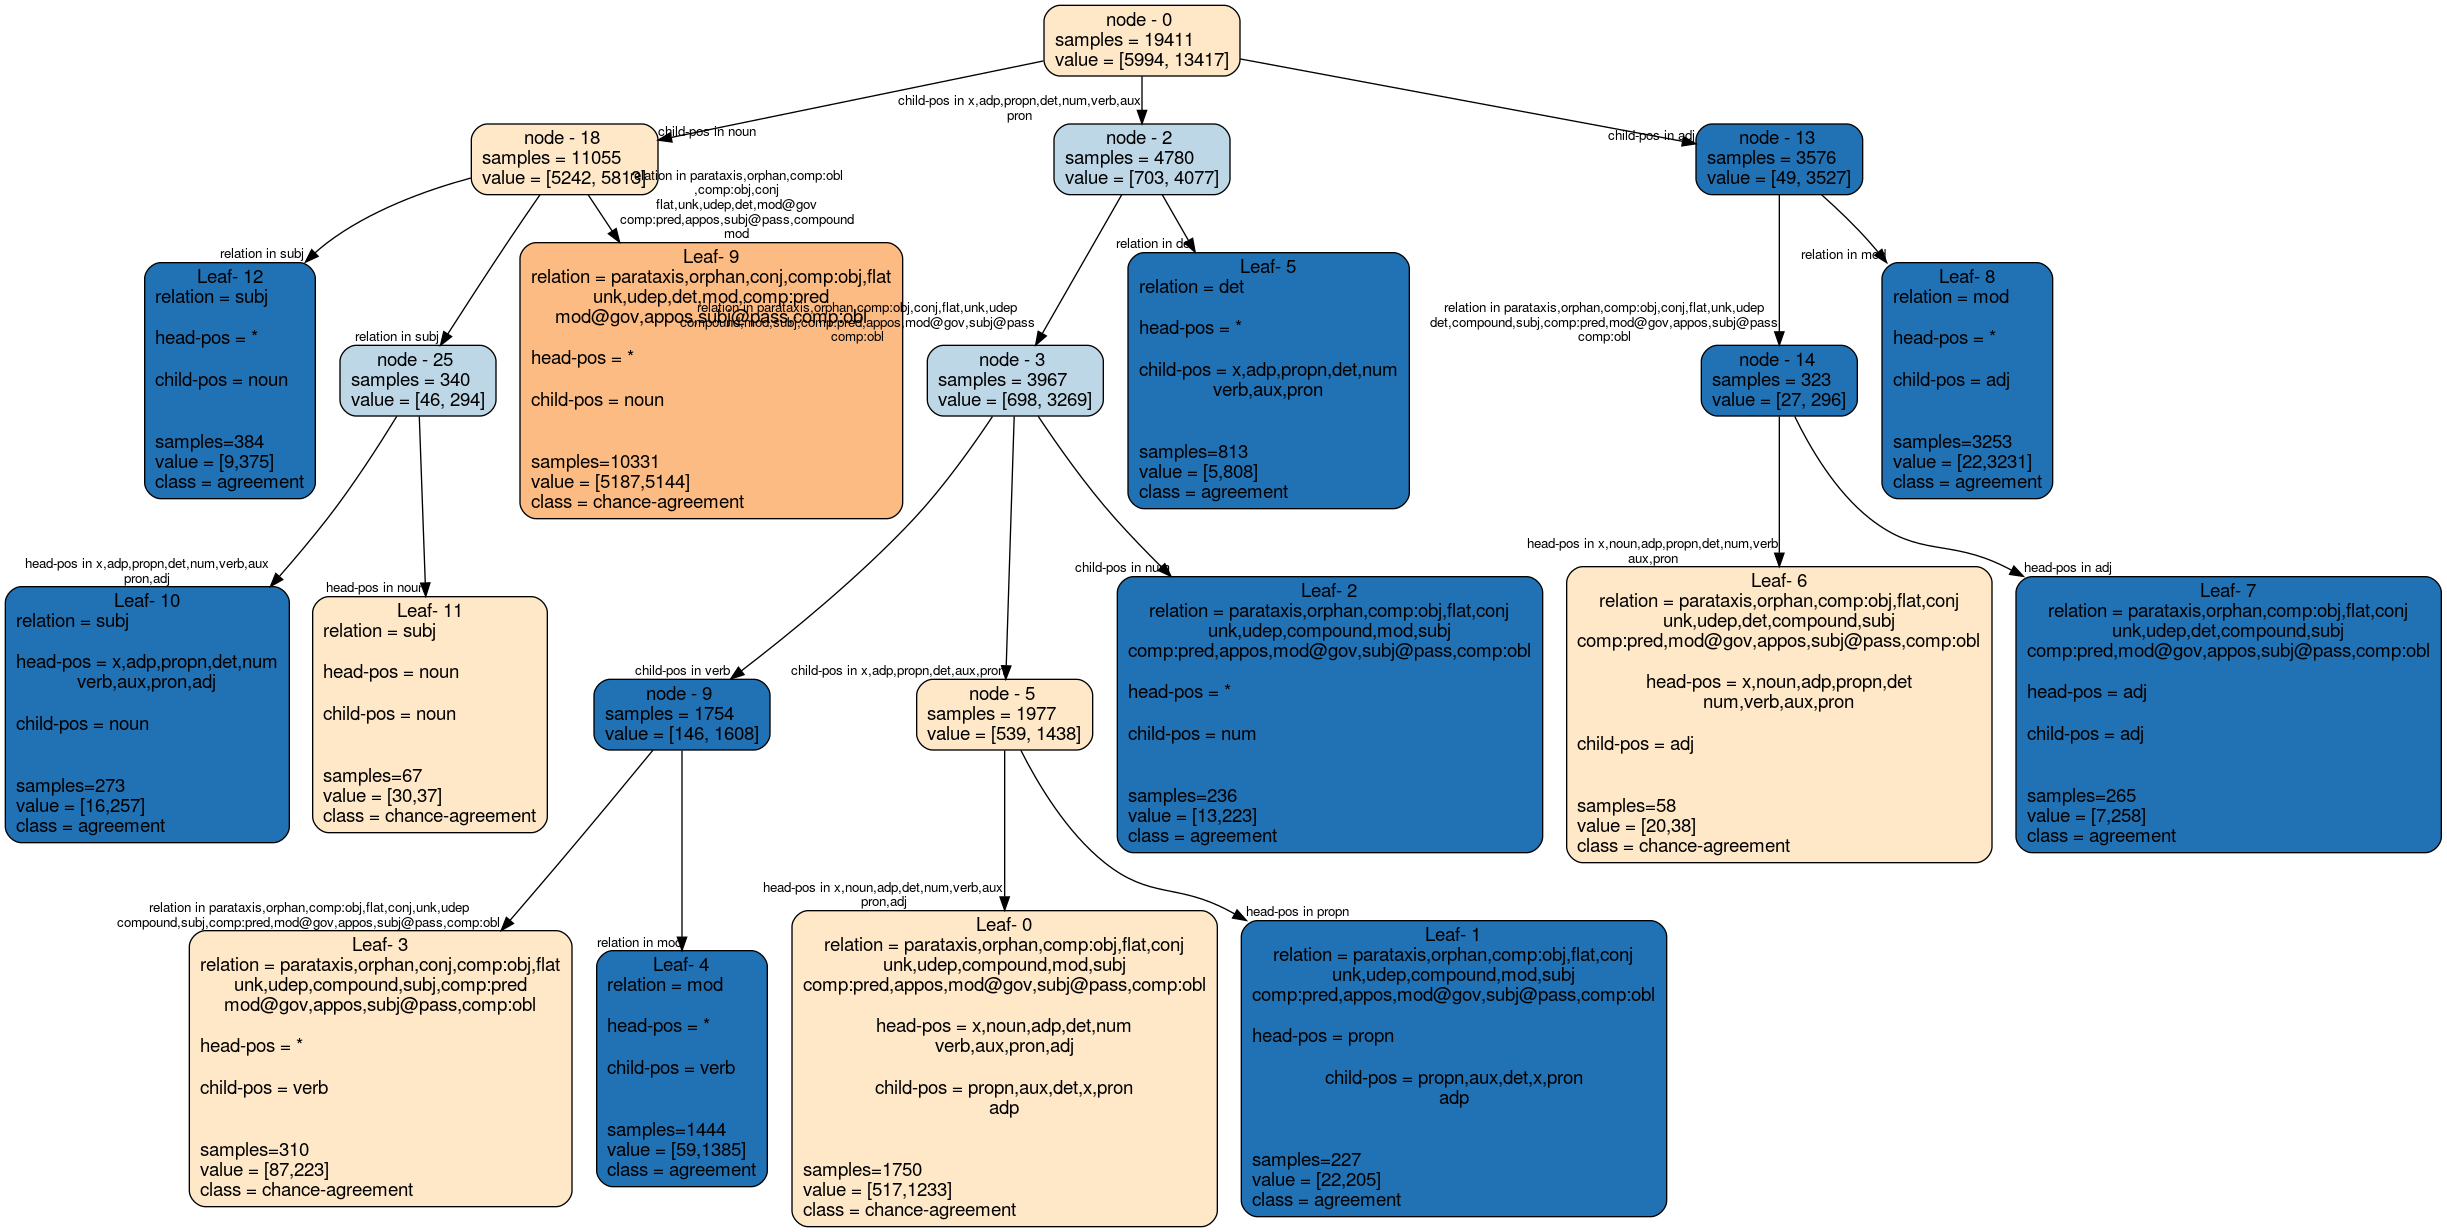 node - 0
samples = 19411
value = [5994, 13417]
child-pos in noun
child-pos in x,adp,propn,det,num,verb,aux
pron
child-pos in adj
node - 18
samples = 11055
value = [5242, 5813]
node - 2
samples = 4780
value = [703, 4077]
node - 13
samples = 3576
value = [49, 3527]
relation in subj
relation in subj
relation in parataxis,orphan,comp:obl
,comp:obj,conj
flat,unk,udep,det,mod@gov
comp:pred,appos,subj@pass,compound
mod
relation in parataxis,orphan,comp:obj,conj,flat,unk,udep
compound,mod,subj,comp:pred,appos,mod@gov,subj@pass
comp:obl
relation in det
relation in parataxis,orphan,comp:obj,conj,flat,unk,udep
det,compound,subj,comp:pred,mod@gov,appos,subj@pass
comp:obl
relation in mod
Leaf- 12
relation = subj
head-pos = *
child-pos = noun
samples=384
value = [9,375]
class = agreement
node - 25
samples = 340
value = [46, 294]
Leaf- 9
relation = parataxis,orphan,conj,comp:obj,flat
unk,udep,det,mod,comp:pred
mod@gov,appos,subj@pass,comp:obl
head-pos = *
child-pos = noun
samples=10331
value = [5187,5144]
class = chance-agreement
node - 3
samples = 3967
value = [698, 3269]
Leaf- 5
relation = det
head-pos = *
child-pos = x,adp,propn,det,num
verb,aux,pron
samples=813
value = [5,808]
class = agreement
node - 14
samples = 323
value = [27, 296]
Leaf- 8
relation = mod
head-pos = *
child-pos = adj
samples=3253
value = [22,3231]
class = agreement
head-pos in x,adp,propn,det,num,verb,aux
pron,adj
head-pos in noun
child-pos in verb
child-pos in x,adp,propn,det,aux,pron
child-pos in num
head-pos in x,noun,adp,propn,det,num,verb
aux,pron
head-pos in adj
Leaf- 10
relation = subj
head-pos = x,adp,propn,det,num
verb,aux,pron,adj
child-pos = noun
samples=273
value = [16,257]
class = agreement
Leaf- 11
relation = subj
head-pos = noun
child-pos = noun
samples=67
value = [30,37]
class = chance-agreement
node - 9
samples = 1754
value = [146, 1608]
node - 5
samples = 1977
value = [539, 1438]
Leaf- 2
relation = parataxis,orphan,comp:obj,flat,conj
unk,udep,compound,mod,subj
comp:pred,appos,mod@gov,subj@pass,comp:obl
head-pos = *
child-pos = num
samples=236
value = [13,223]
class = agreement
Leaf- 6
relation = parataxis,orphan,comp:obj,flat,conj
unk,udep,det,compound,subj
comp:pred,mod@gov,appos,subj@pass,comp:obl
head-pos = x,noun,adp,propn,det
num,verb,aux,pron
child-pos = adj
samples=58
value = [20,38]
class = chance-agreement
Leaf- 7
relation = parataxis,orphan,comp:obj,flat,conj
unk,udep,det,compound,subj
comp:pred,mod@gov,appos,subj@pass,comp:obl
head-pos = adj
child-pos = adj
samples=265
value = [7,258]
class = agreement
relation in parataxis,orphan,comp:obj,flat,conj,unk,udep
compound,subj,comp:pred,mod@gov,appos,subj@pass,comp:obl
relation in mod
head-pos in x,noun,adp,det,num,verb,aux
pron,adj
head-pos in propn
Leaf- 3
relation = parataxis,orphan,conj,comp:obj,flat
unk,udep,compound,subj,comp:pred
mod@gov,appos,subj@pass,comp:obl
head-pos = *
child-pos = verb
samples=310
value = [87,223]
class = chance-agreement
Leaf- 4
relation = mod
head-pos = *
child-pos = verb
samples=1444
value = [59,1385]
class = agreement
Leaf- 0
relation = parataxis,orphan,comp:obj,flat,conj
unk,udep,compound,mod,subj
comp:pred,appos,mod@gov,subj@pass,comp:obl
head-pos = x,noun,adp,det,num
verb,aux,pron,adj
child-pos = propn,aux,det,x,pron
adp
samples=1750
value = [517,1233]
class = chance-agreement
Leaf- 1
relation = parataxis,orphan,comp:obj,flat,conj
unk,udep,compound,mod,subj
comp:pred,appos,mod@gov,subj@pass,comp:obl
head-pos = propn
child-pos = propn,aux,det,x,pron
adp
samples=227
value = [22,205]
class = agreement